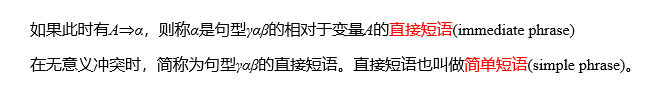 如果此时有A⇒α，则称α是句型γαβ的相对于变量A的直接短语(immediate phrase)
在无意义冲突时，简称为句型γαβ的直接短语。直接短语也叫做简单短语(simple phrase)。